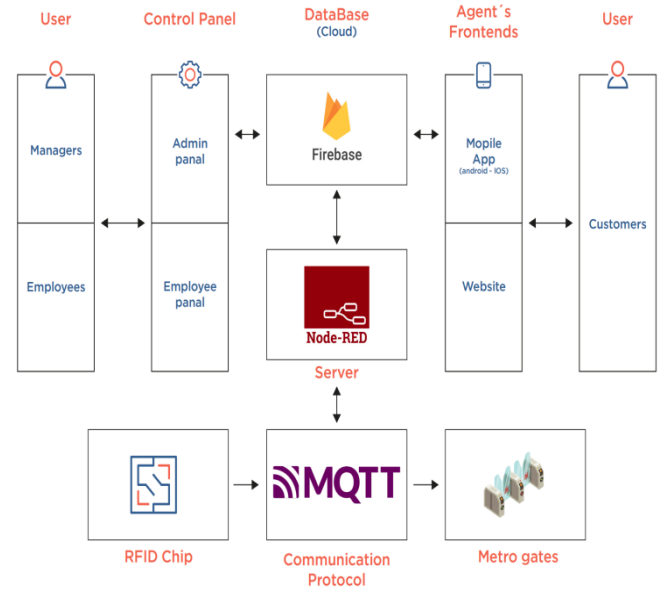 User
Control Panel
DataBase
(Cloud)
Agent´s
Frontends
User
Managers
Admin
panal
Firebase
Mopile
App
(android - IOS)
Customers
Employees
Employee
panal
Node-RED
Website
Server
MQTT
RFID Chip
Communication
Protocol
Metro gates